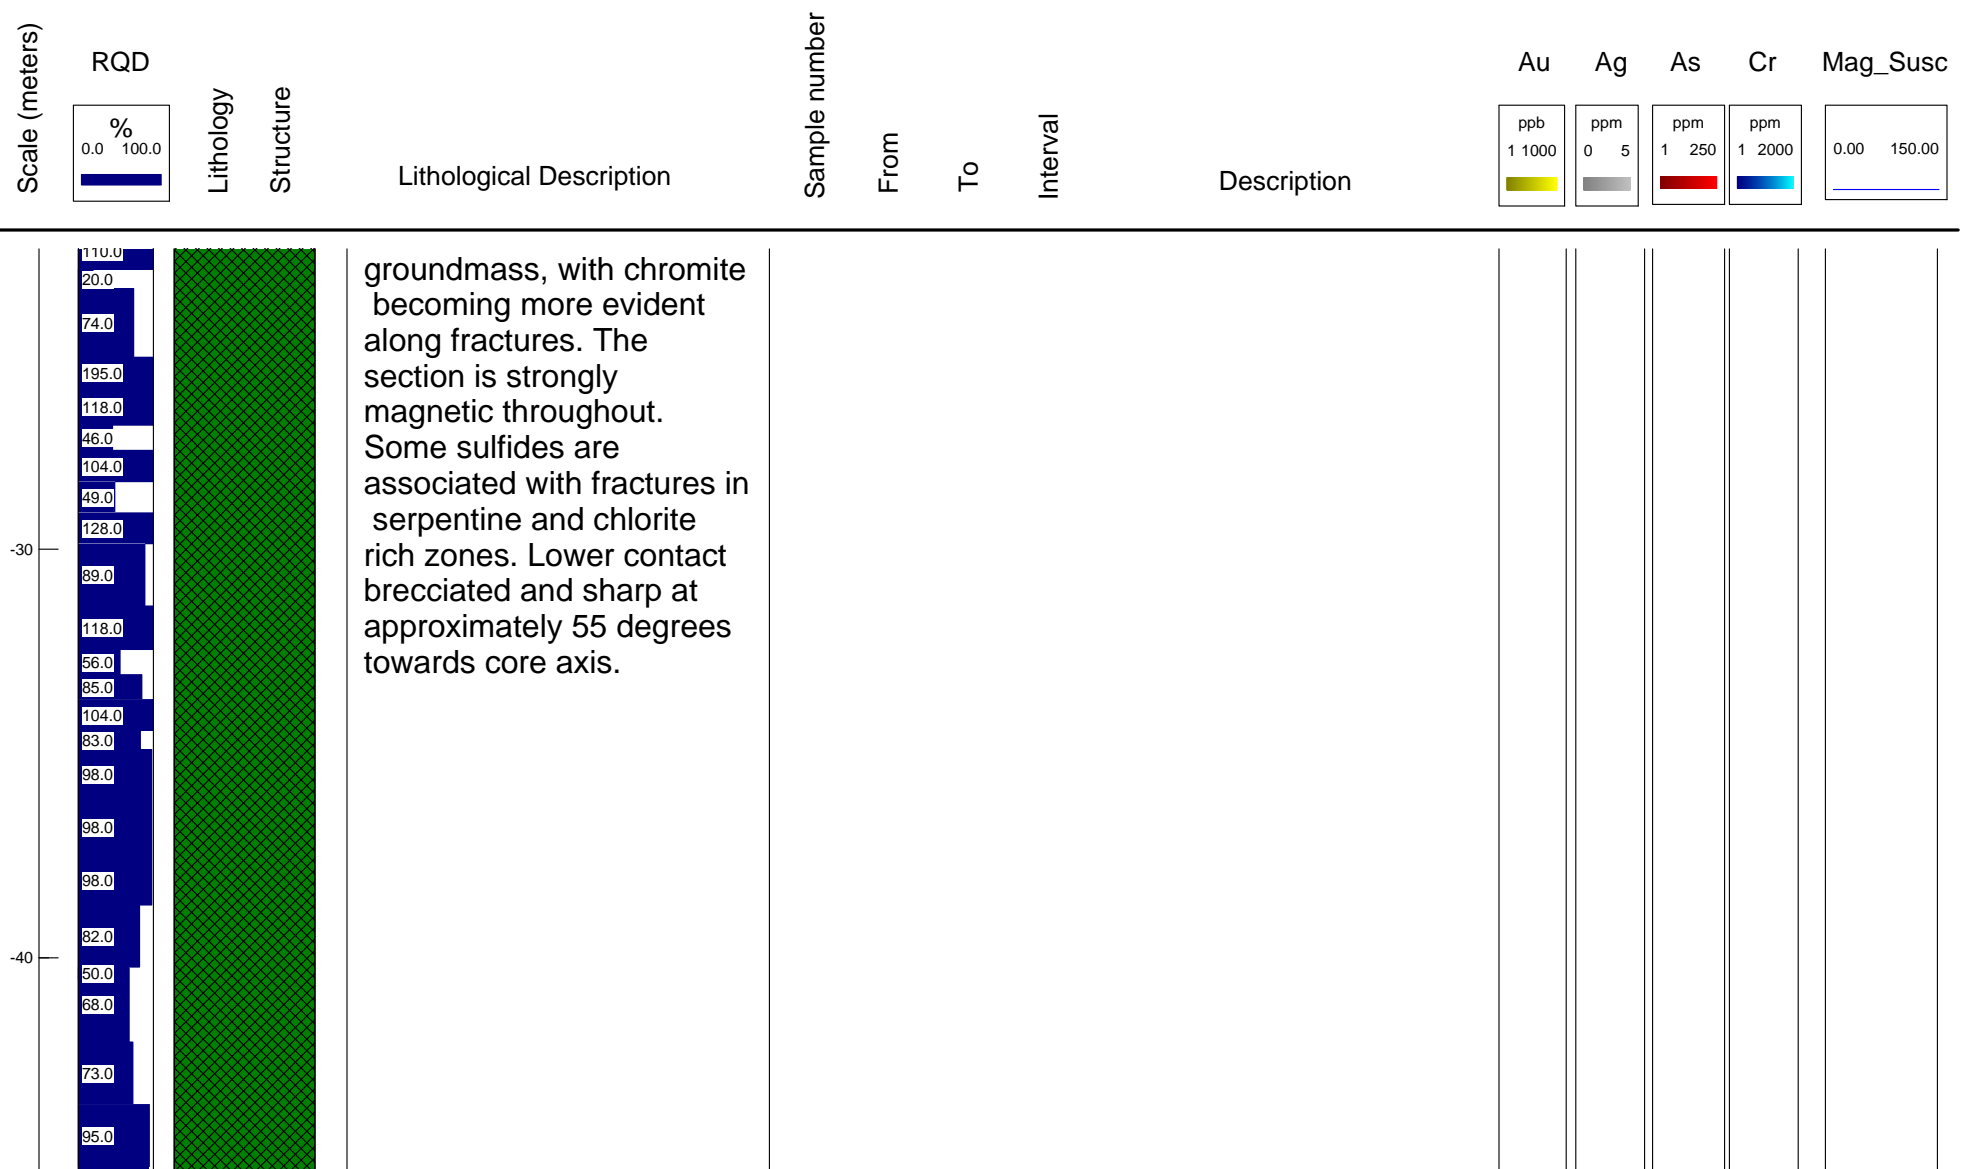 Scale (meters)
RQD
%
0.0 100.0
Lithology
Structure
Lithological Description
Sample number
From
To
Interval
Description
Au
ppb
1 1000
Ag
ppm
0 5
As
ppm
1 250
Cr
ppm
1 2000
Mag_Susc
0.00 150.00
110.0
20.0
74.0
195.0
118.0
46.0
104.0
49.0
128.0
-30
89.0
118.0
56.0
85.0
104.0
83.0
98.0
98.0
98.0
82.0
-40
50.0
68.0
73.0
95.0
groundmass, with chromite
becoming more evident
along fractures. The
section is strongly
magnetic throughout.
Some sulfides are
associated with fractures in
serpentine and chlorite
rich zones. Lower contact
brecciated and sharp at
approximately 55 degrees
towards core axis.